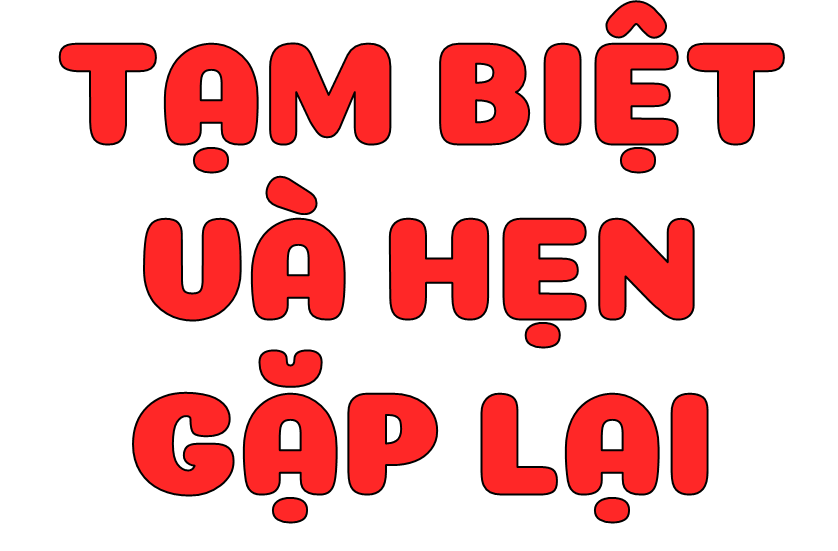 TẠM BIỆT
UÀ HẸN
GẶP LẠI